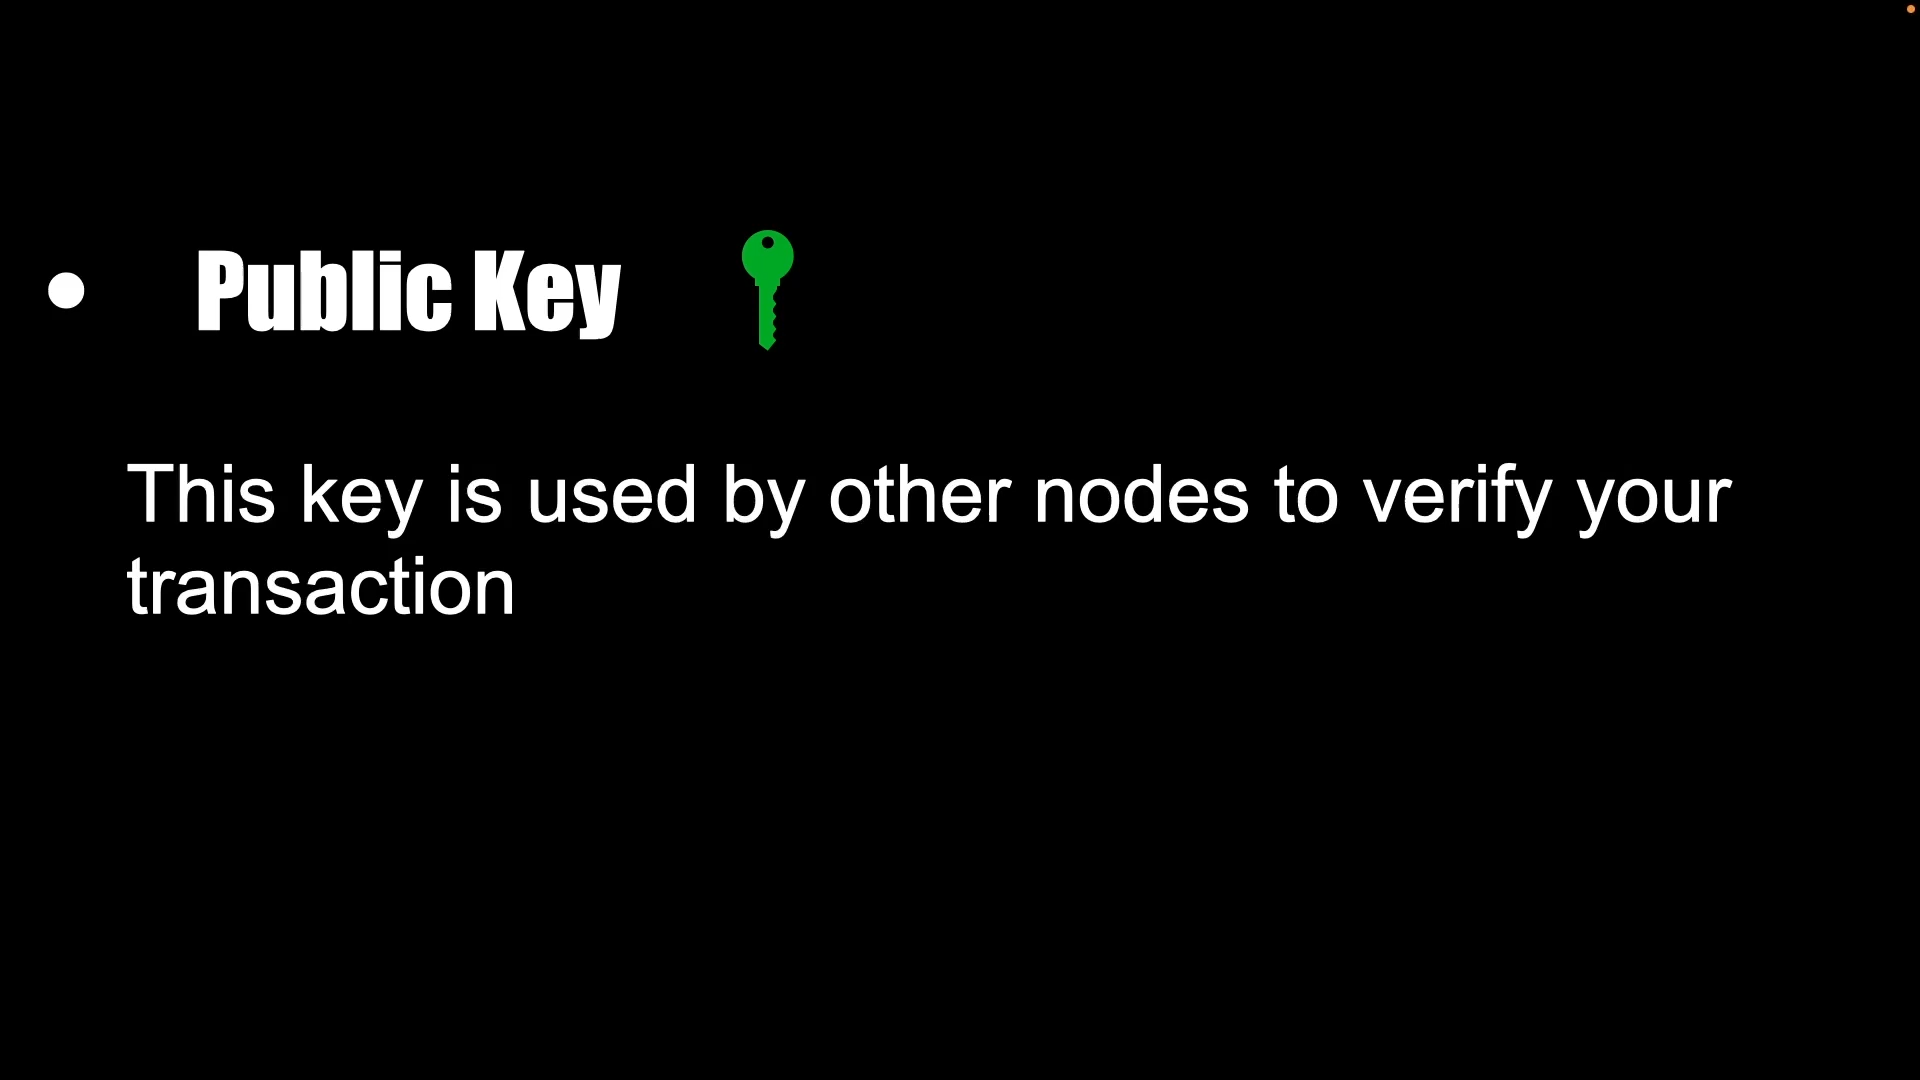 • Public Key
This key is used by other nodes to verify your
transaction